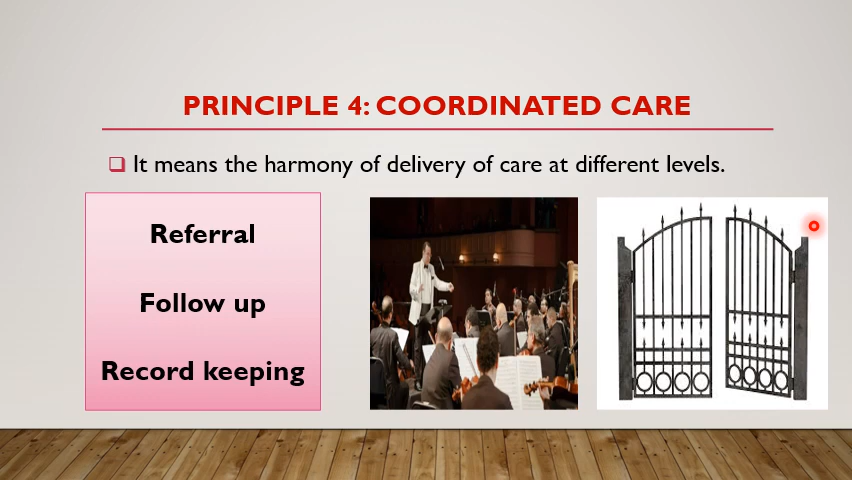 PRINCIPLE 4: COORDINATED CARE
It means the harmony of delivery of care at different levels.
Referral
Follow up
Record keeping